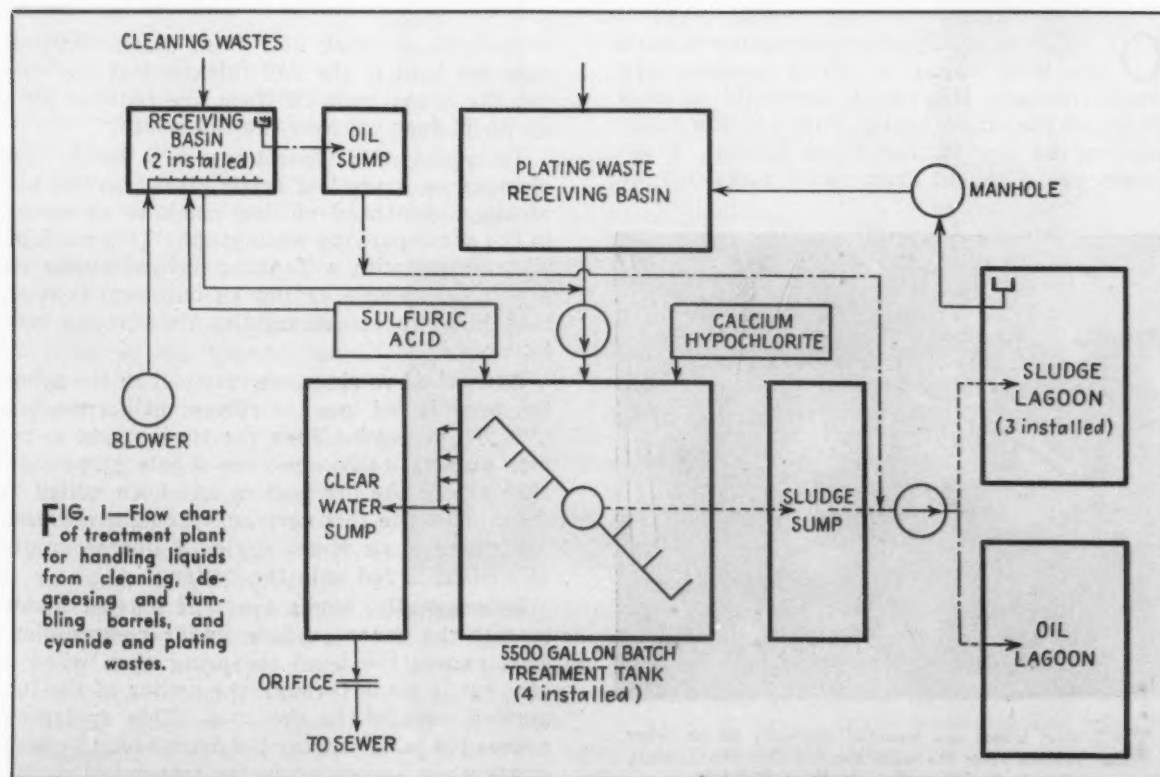 CLEANING WASTES
RECEIVING
BASIN
(2 installed)
OIL
SUMP
PLATING WASTE
RECEIVING BASIN
MANHOLE
SULFURIC
ACID
CALCIUM
HYPOCHLORITE
SLUDGE
LAGOON
(3 installed)
BLOWER
CLEAR
WATER
SUMP
SLUDGE
SUMP
FIG. 1—Flow chart
of treatment plant
for handling liquids
from cleaning, de-
greasing and tum-
bling barrels, and
cyanide and plating
wastes.
OIL
LAGOON
5500 GALLON BATCH
TREATMENT TANK
(4 installed)
ORIFICE
TO SEWER